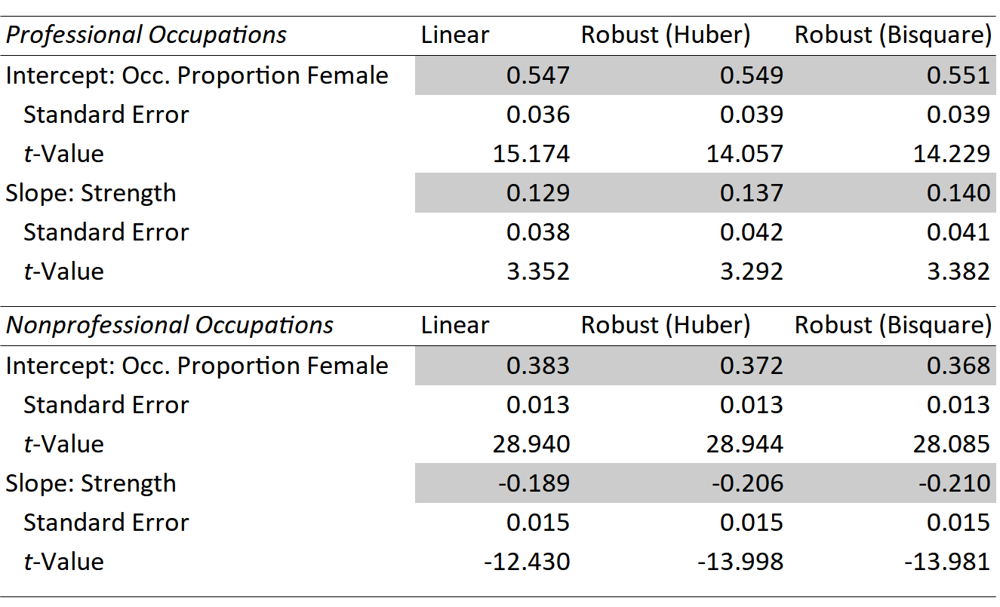 Professional Occupations Linear Robust (Huber) Robust (Bisquare)
Intercept: Occ. Proportion Female 0.547 0.549 0.551
Standard Error 0.036 0.039 0.039
t-Value 15.174 14.057 14.229
Slope: Strength 0.129 0.137 0.140
Standard Error 0.038 0.042 0.041
t-Value 3.352 3.292 3.382
Nonprofessional Occupations Linear Robust (Huber) Robust (Bisquare)
Intercept: Occ. Proportion Female 0.383 0.372 0.368
Standard Error 0.013 0.013 0.013
t-Value 28.940 28.944 28.085
Slope: Strength -0.189 -0.206 -0.210
Standard Error 0.015 0.015 0.015
t-Value -12.430 -13.998 -13.981